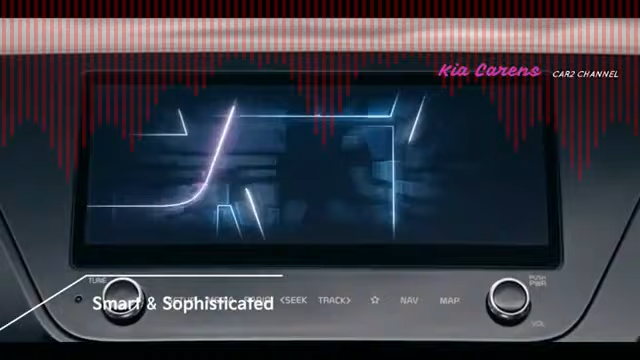 Kia Carens CAR2 CHANNEL
TUNE
PUSH
PWR
Smart & Sophisticated
<SEEK TRACK> ☆ NAV MAP
VOL